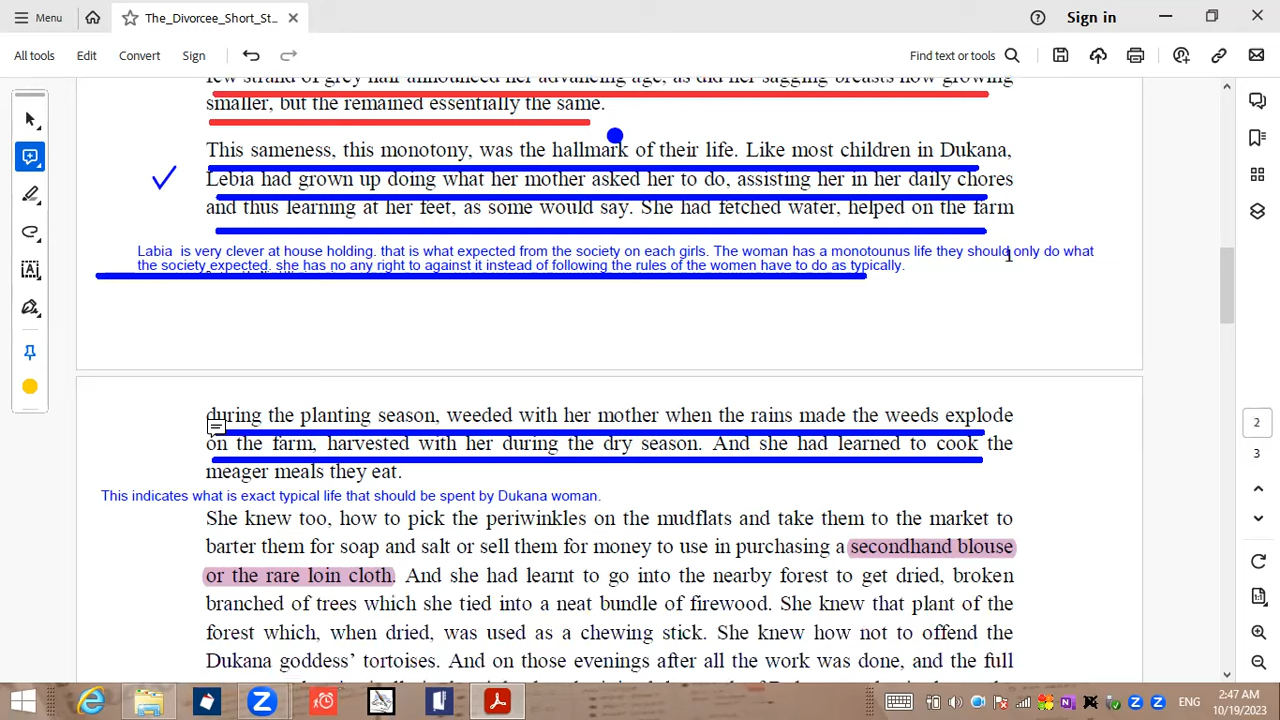 Menu
The_Divorcee_Short_St...
Sign in
All tools
Edit
Convert
Sign
Find text or tools
few strand of grey hair announced her advancing age, as did her sagging breasts now growing
smaller, but the remained essentially the same.
This sameness, this monotony, was the hallmark of their life. Like most children in Dukana,
Lebia had grown up doing what her mother asked her to do, assisting her in her daily chores
and thus learning at her feet, as some would say. She had fetched water, helped on the farm
Labia is very clever at house holding. that is what expected from the society on each girls. The woman has a monotounus life they should only do what
the society expected. she has no any right to against it instead of following the rules of the women have to do as typically.
1
during the planting season, weeded with her mother when the rains made the weeds explode
on the farm, harvested with her during the dry season. And she had learned to cook the
meager meals they eat.
This indicates what is exact typical life that should be spent by Dukana woman.
She knew too, how to pick the periwinkles on the mudflats and take them to the market to
barter them for soap and salt or sell them for money to use in purchasing a secondhand blouse
or the rare loin cloth. And she had learnt to go into the nearby forest to get dried, broken
branched of trees which she tied into a neat bundle of firewood. She knew that plant of the
forest which, when dried, was used as a chewing stick. She knew how not to offend the
Dukana goddess’ tortoises. And on those evenings after all the work was done, and the full
2
3
ENG
2:47 AM
10/19/2023